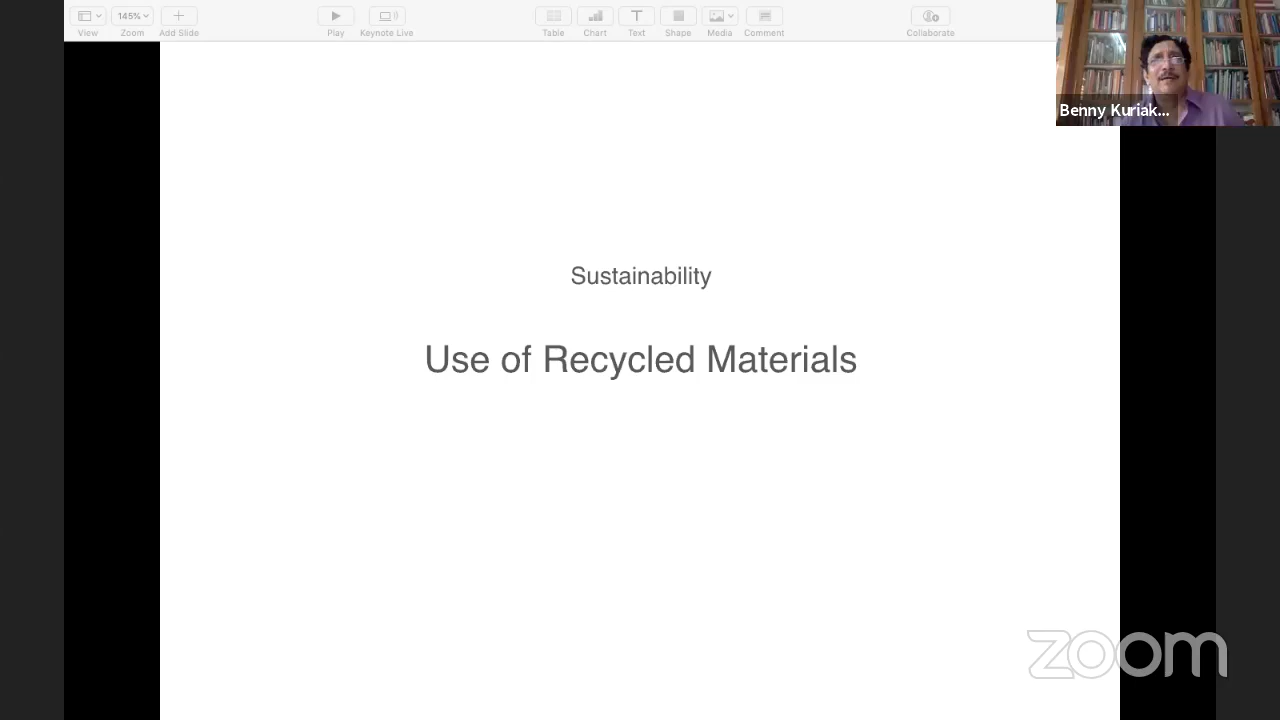 145%
View
Zoom
Add Slide
Play
Keynote Live
Table
Chart
Text
Shape
Media
Comment
Collaborate
Benny Kuriak...
Sustainability
Use of Recycled Materials
zoom